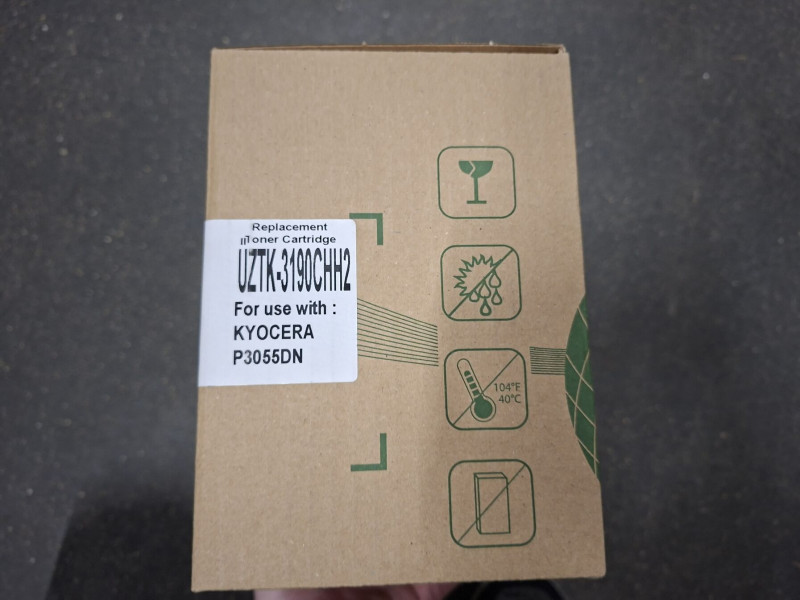 Replacement
Toner Cartridge
UZTK-3190CHH2
For use with :
KYOCERA
P3055DN
104°F
40°C